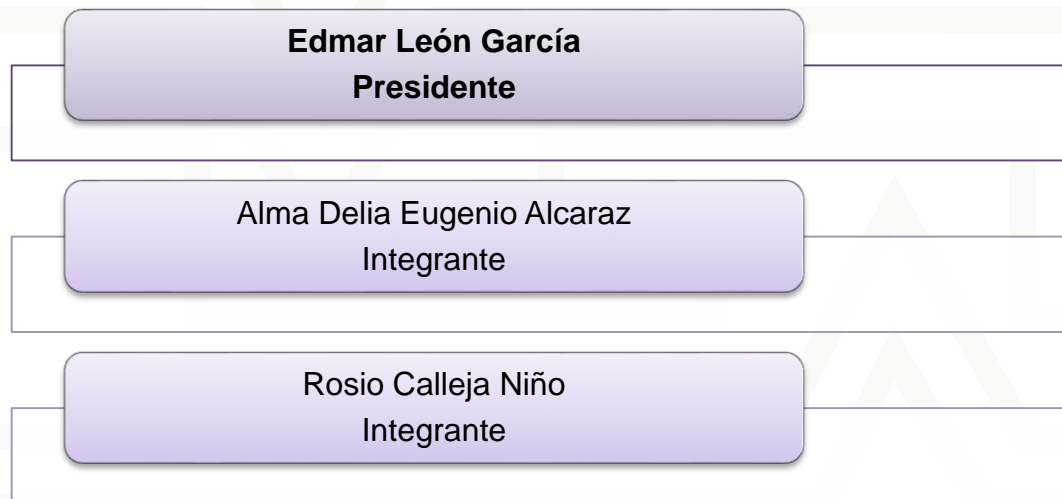 Edmar León García
Presidente
Alma Delia Eugenio Alcaraz
Integrante
Rosio Calleja Niño
Integrante